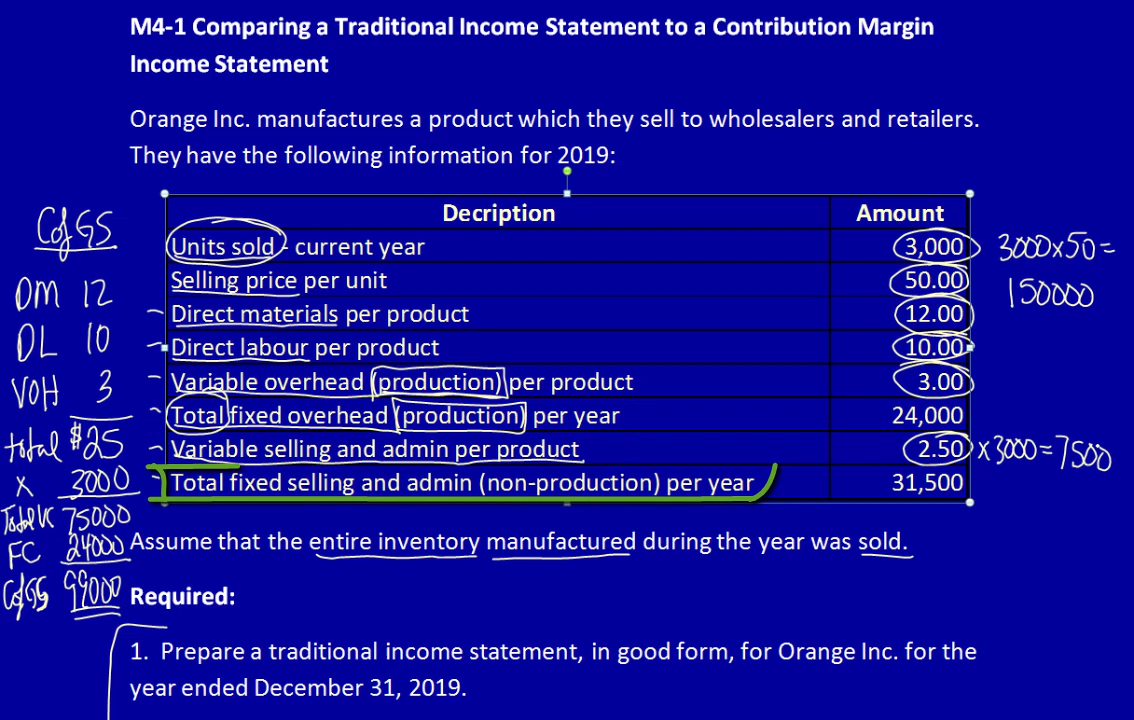 M4-1 Comparing a Traditional Income Statement to a Contribution Margin
Income Statement
Orange Inc. manufactures a product which they sell to wholesalers and retailers.
They have the following information for 2019:
Decription Amount
Units sold - current year 3,000
Selling price per unit 50.00
Direct materials per product 12.00
Direct labour per product 10.00
Variable overhead (production) per product 3.00
Total fixed overhead (production) per year 24,000
Variable selling and admin per product 2.50
Total fixed selling and admin (non-production) per year 31,500
3000x50=
150000
x3000=7500
CofGS
DM 12
DL 10
VOH 3
total $25
x 3000
Total VC 75000
FC 24000
CofGS 99000
Assume that the entire inventory manufactured during the year was sold.
Required:
1. Prepare a traditional income statement, in good form, for Orange Inc. for the
year ended December 31, 2019.